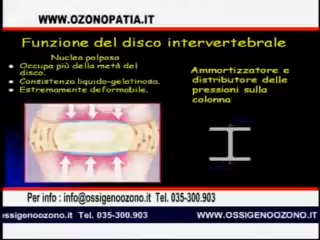 WWW.OZONOPATIA.IT
Funzione del disco intervertebrale
Nucleo polposo
Occupa più della metà del
disco.
Consistenza liquido-gelatinosa.
Estremamente deformabile.
Ammortizzatore e
distributore delle
pressioni sulla
colonna
Per info : info@ossigenoozono.it Tel. 035-300.903
ossigenoozono.it Tel. 035-300.903
WWW.OSSIGENOOZONO.IT